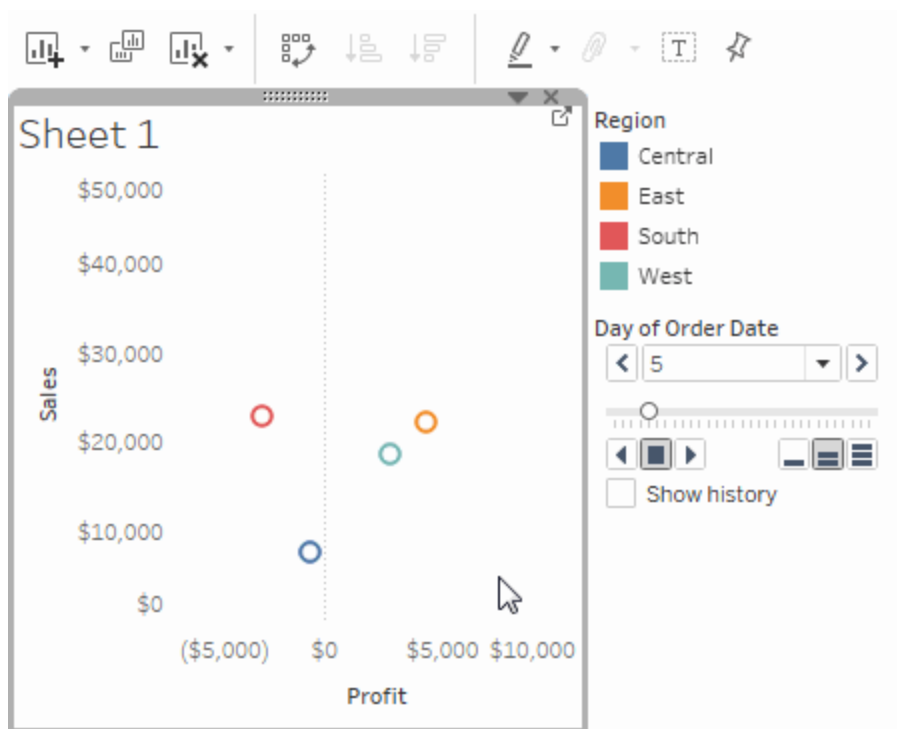 T
Sheet 1
$50,000
$40,000
$30,000
$20,000
$10,000
$0
Sales
($5,000) $0 $5,000 $10,000
Profit
Region
Central
East
South
West
Day of Order Date
5
Show history